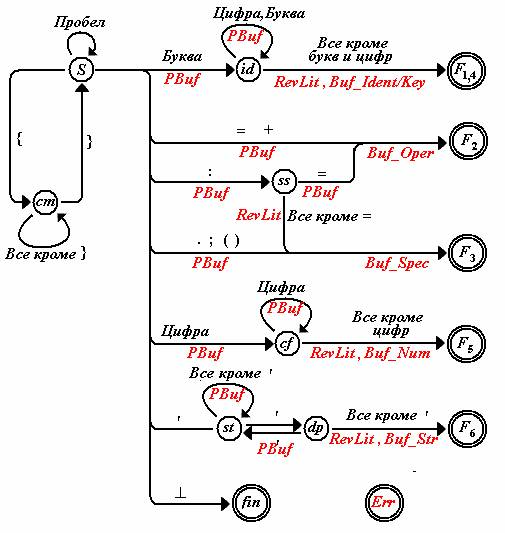 Пробел
S
{
}
cm
Все кроме }
Цифра,Буква
PBuf
Буква
PBuf
id
Все кроме
букв и цифр
RevLit , Buf_Ident/Key
F1,4
= +
PBuf
Buf_Oper
F2
:
PBuf
ss
=
PBuf
RevLit
Все кроме =
. ; ( )
PBuf
Buf_Spec
F3
Цифра
PBuf
Цифра
PBuf
cf
Все кроме
цифр
RevLit , Buf_Num
F5
Все кроме '
PBuf
'
st
'
'
PBuf
dp
Все кроме '
RevLit , Buf_Str
F6
⊥
fin
Err